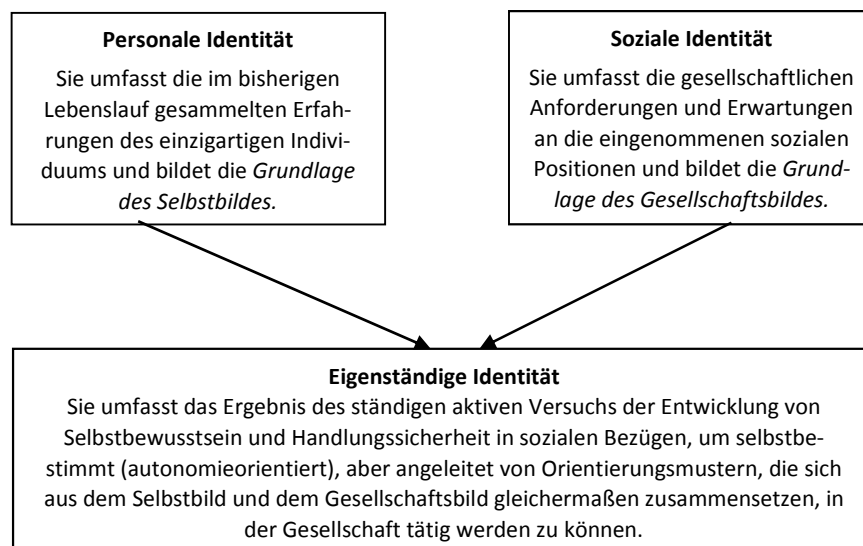 Personale Identität
Sie umfasst die im bisherigen
Lebenslauf gesammelten Erfah-
rungen des einzigartigen Indivi-
duums und bildet die Grundlage
des Selbstbildes.
Soziale Identität
Sie umfasst die gesellschaftlichen
Anforderungen und Erwartungen
an die eingenommenen sozialen
Positionen und bildet die Grund-
lage des Gesellschaftsbildes.
Eigenständige Identität
Sie umfasst das Ergebnis des ständigen aktiven Versuchs der Entwicklung von
Selbstbewusstsein und Handlungssicherheit in sozialen Bezügen, um selbstbe-
stimmt (autonomieorientiert), aber angeleitet von Orientierungsmustern, die sich
aus dem Selbstbild und dem Gesellschaftsbild gleichermaßen zusammensetzen, in
der Gesellschaft tätig werden zu können.